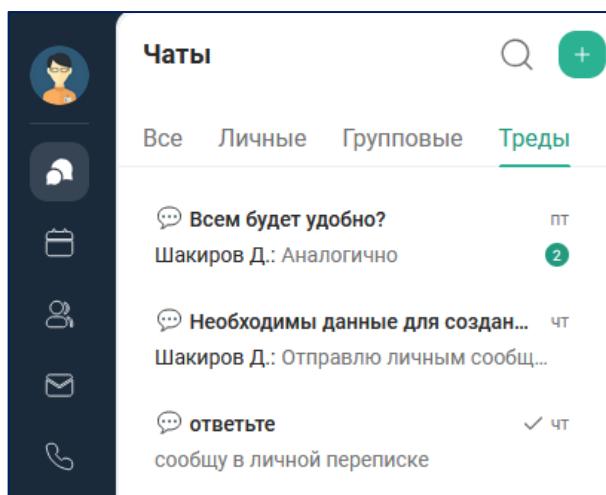 Чаты
+
Все Личные Групповые Треды
Всем будет удобно? пт
Шакиров Д.: Аналогично 2
Необходимы данные для создан... чт
Шакиров Д.: Отправлю личным сообщ...
ответьте чт
сообщу в личной переписке